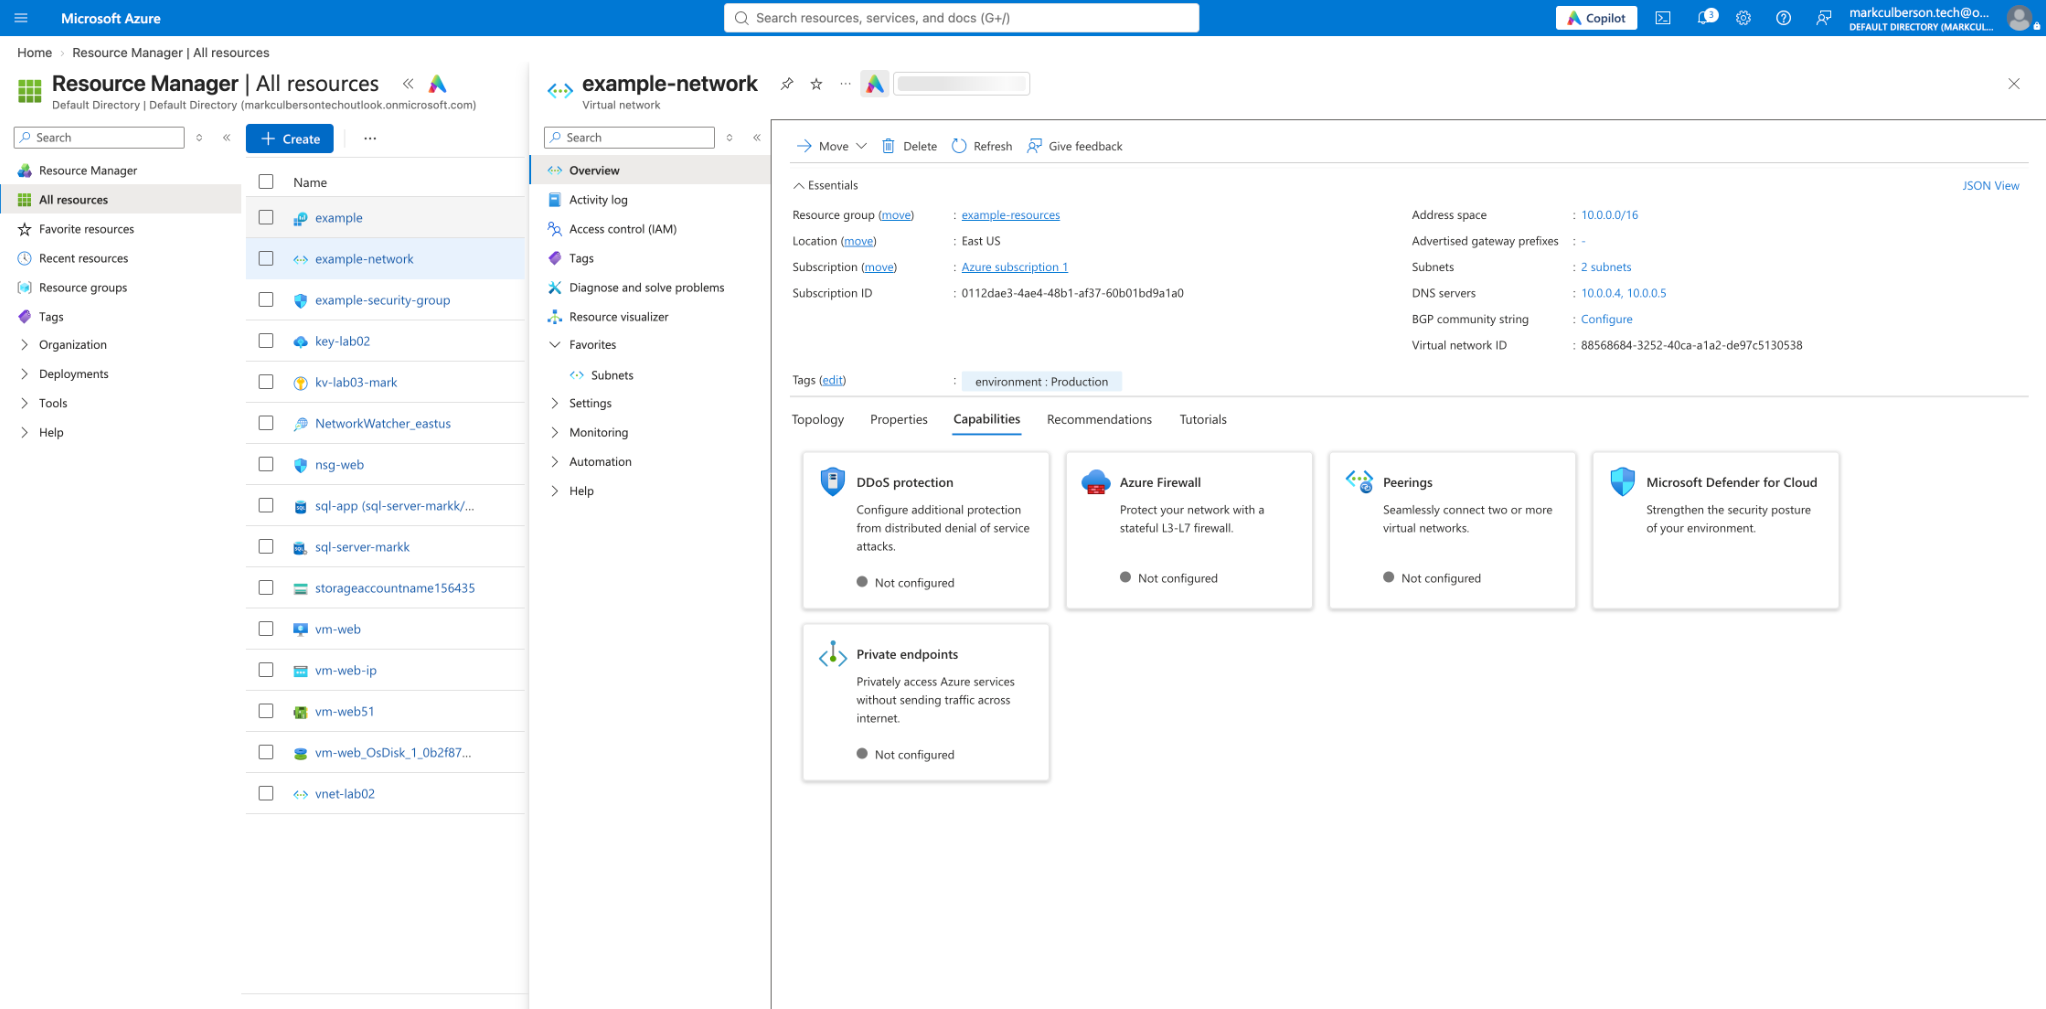 Microsoft Azure
Search resources, services, and docs (G+/)
Copilot
3
markculberson.tech@o...
DEFAULT DIRECTORY (MARKCUL...
Home › Resource Manager | All resources
Resource Manager | All resources
Default Directory | Default Directory (markculbersontechoutlook.onmicrosoft.com)
Search
Resource Manager
All resources
Favorite resources
Recent resources
Resource groups
Tags
Organization
Deployments
Tools
Help
Create
Name
example
example-network
example-security-group
key-lab02
kv-lab03-mark
NetworkWatcher_eastus
nsg-web
sql-app (sql-server-markk/...
sql-server-markk
storageaccountname156435
vm-web
vm-web-ip
vm-web51
vm-web_OsDisk_1_0b2f87...
vnet-lab02
example-network
Virtual network
Search
Overview
Activity log
Access control (IAM)
Tags
Diagnose and solve problems
Resource visualizer
Favorites
Subnets
Settings
Monitoring
Automation
Help
Move
Delete
Refresh
Give feedback
Essentials
JSON View
Resource group (move) : example-resources
Location (move) : East US
Subscription (move) : Azure subscription 1
Subscription ID : 0112dae3-4ae4-48b1-af37-60b01bd9a1a0
Address space : 10.0.0.0/16
Advertised gateway prefixes : -
Subnets : 2 subnets
DNS servers : 10.0.0.4, 10.0.0.5
BGP community string : Configure
Virtual network ID : 88568684-3252-40ca-a1a2-de97c5130538
Tags (edit) : environment : Production
Topology
Properties
Capabilities
Recommendations
Tutorials
DDoS protection
Configure additional protection
from distributed denial of service
attacks.
Not configured
Azure Firewall
Protect your network with a
stateful L3-L7 firewall.
Not configured
Peerings
Seamlessly connect two or more
virtual networks.
Not configured
Microsoft Defender for Cloud
Strengthen the security posture
of your environment.
Private endpoints
Privately access Azure services
without sending traffic across
internet.
Not configured